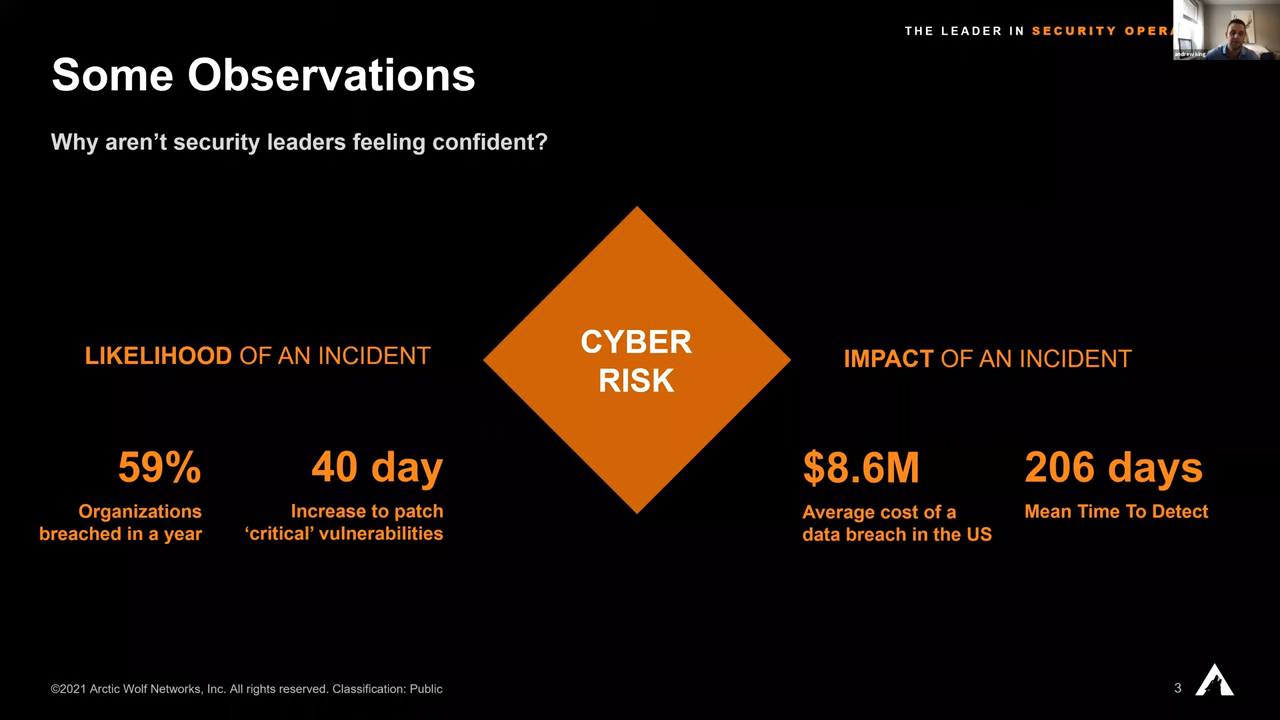 THE LEADER IN SECURITY OPERA
andrew king
Some Observations
Why aren’t security leaders feeling confident?
CYBER
RISK
LIKELIHOOD OF AN INCIDENT
IMPACT OF AN INCIDENT
59%
Organizations
breached in a year
40 day
Increase to patch
‘critical’ vulnerabilities
$8.6M
Average cost of a
data breach in the US
206 days
Mean Time To Detect
©2021 Arctic Wolf Networks, Inc. All rights reserved. Classification: Public
3